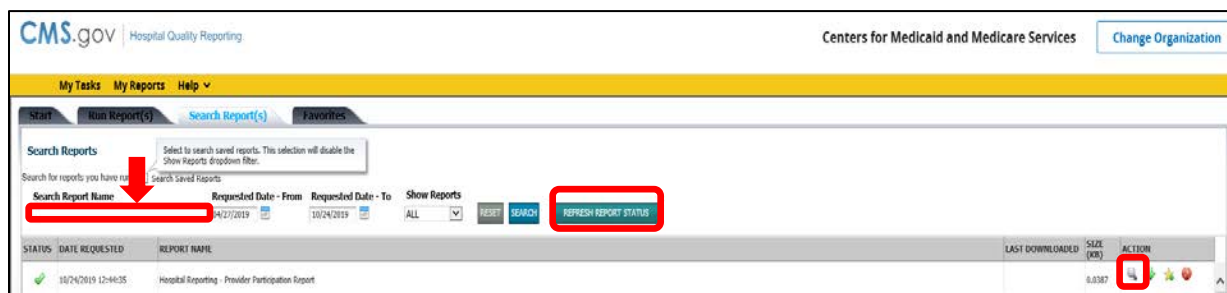 CMS.gov Hospital Quality Reporting Centers for Medicaid and Medicare Services Change Organization
My Tasks My Reports Help
Start Run Report(s) Search Report(s) Favorites
Search Reports
Select to search saved reports. This selection will disable the
Show Reports dropdown filter.
Search for reports you have run Search Saved Reports
Search Report Name Requested Date - From Requested Date - To Show Reports
04/27/2019 10/24/2019 ALL RESET SEARCH REFRESH REPORT STATUS
STATUS DATE REQUESTED REPORT NAME LAST DOWNLOADED SIZE (KB) ACTION
10/24/2019 12:44:35 Hospital Reporting - Provider Participation Report 0.0387